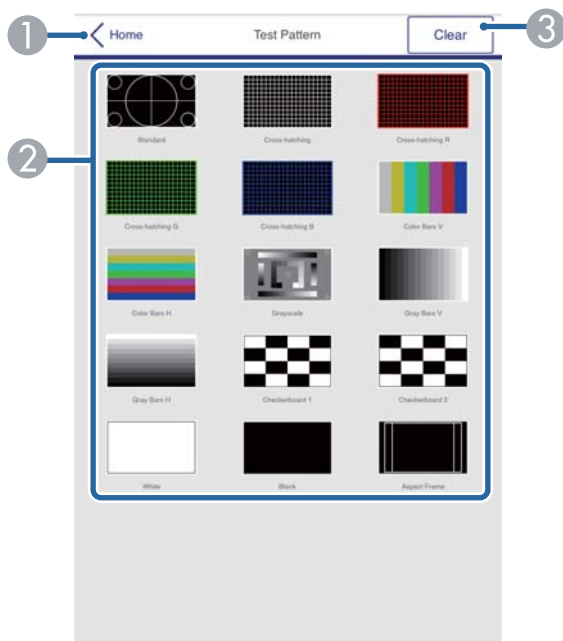 1
Home
Test Pattern
Clear
3
2
Standard
Cross-hatching
Cross-hatching R
Cross-hatching G
Cross-hatching B
Color Bars V
Color Bars H
Grayscale
Gray Bars V
Gray Bars H
Checkerboard 1
Checkerboard 2
White
Black
Aspect Frame